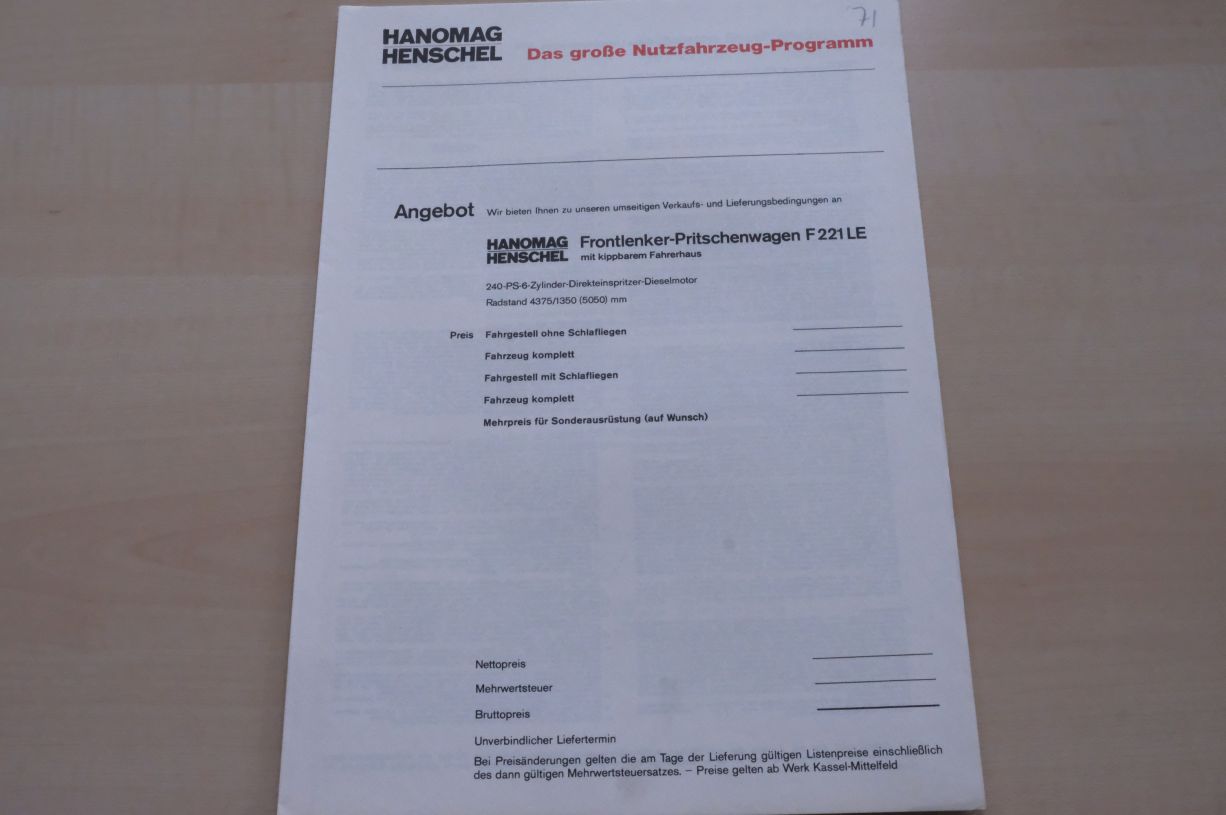 71
HANOMAG
HENSCHEL
Das große Nutzfahrzeug-Programm
Angebot Wir bieten Ihnen zu unseren umseitigen Verkaufs- und Lieferungsbedingungen an
HANOMAG
HENSCHEL
Frontlenker-Pritschenwagen F 221 LE
mit kippbarem Fahrerhaus
240-PS-6-Zylinder-Direkteinspritzer-Dieselmotor
Radstand 4375/1350 (5050) mm
Preis Fahrgestell ohne Schlafliegen
Fahrzeug komplett
Fahrgestell mit Schlafliegen
Fahrzeug komplett
Mehrpreis für Sonderausrüstung (auf Wunsch)
Nettopreis
Mehrwertsteuer
Bruttopreis
Unverbindlicher Liefertermin
Bei Preisänderungen gelten die am Tage der Lieferung gültigen Listenpreise einschließlich
des dann gültigen Mehrwertsteuersatzes. – Preise gelten ab Werk Kassel-Mittelfeld